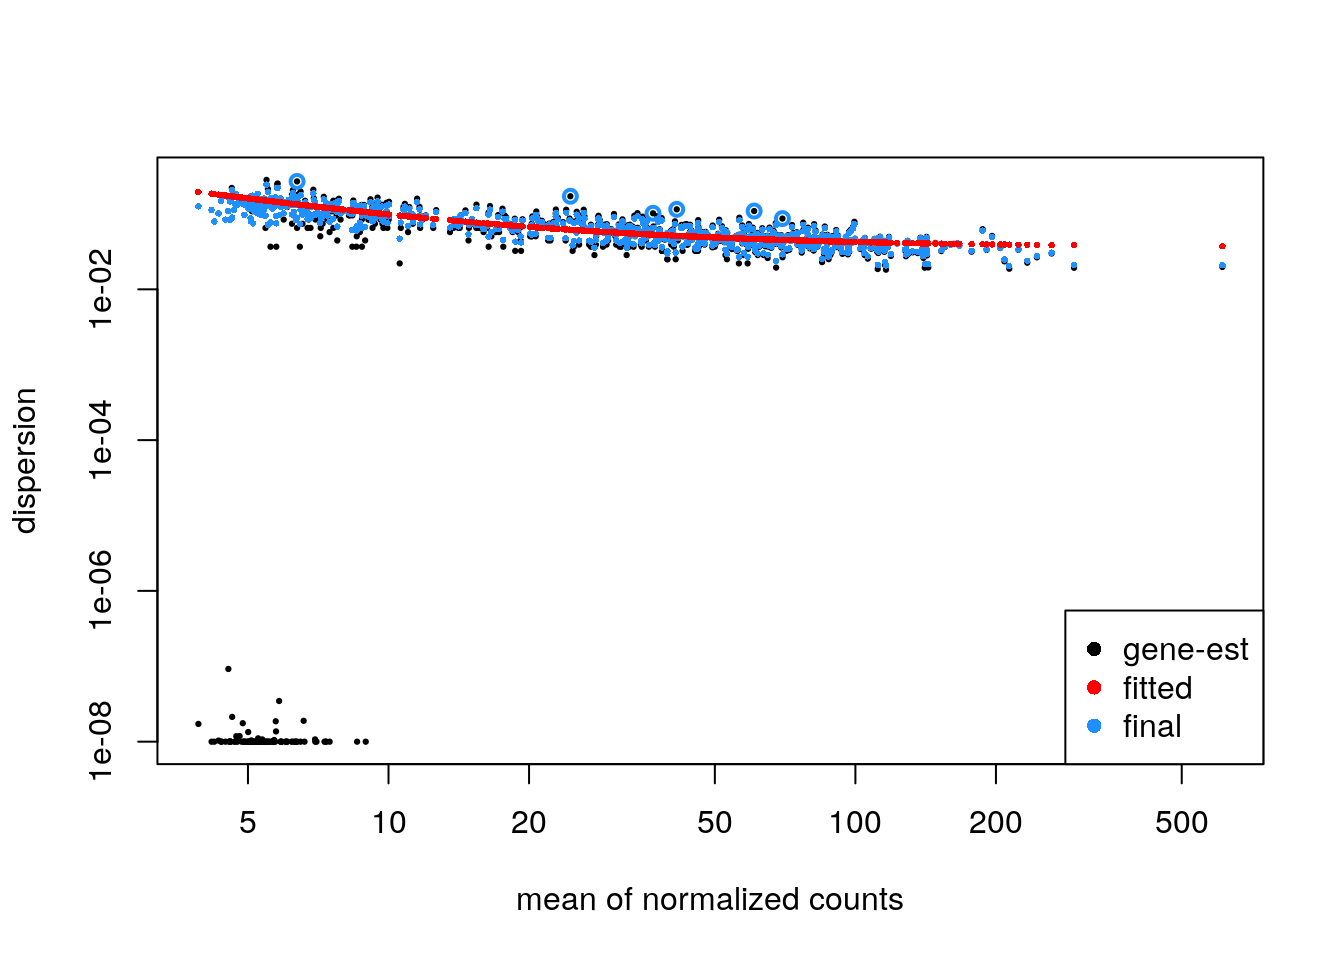 1e-02
1e-04
1e-06
1e-08
dispersion
5 10 20 50 100 200 500
mean of normalized counts
gene-est
fitted
final